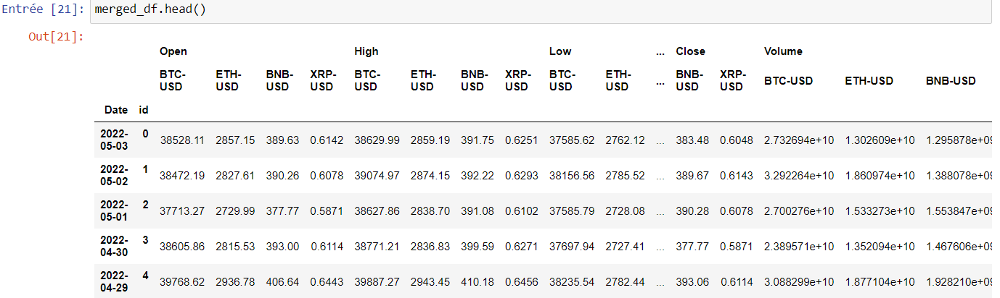 Entrée [21]: merged_df.head()
Out[21]:
Open High Low ... Close Volume
BTC-USD ETH-USD BNB-USD XRP-USD BTC-USD ETH-USD BNB-USD XRP-USD BTC-USD ETH-USD ... BNB-USD XRP-USD BTC-USD ETH-USD BNB-USD
Date id
2022-05-03 0 38528.11 2857.15 389.63 0.6142 38629.99 2859.19 391.75 0.6251 37585.62 2762.12 ... 383.48 0.6048 2.732694e+10 1.302609e+10 1.295878e+09
2022-05-02 1 38472.19 2827.61 390.26 0.6078 39074.97 2874.15 392.22 0.6293 38156.56 2785.52 ... 389.67 0.6143 3.292264e+10 1.860974e+10 1.388078e+09
2022-05-01 2 37713.27 2729.99 377.77 0.5871 38627.86 2838.70 391.08 0.6102 37585.79 2728.08 ... 390.28 0.6078 2.700276e+10 1.533273e+10 1.553847e+09
2022-04-30 3 38605.86 2815.53 393.00 0.6114 38771.21 2836.83 399.59 0.6271 37697.94 2727.41 ... 377.77 0.5871 2.389571e+10 1.352094e+10 1.467606e+09
2022-04-29 4 39768.62 2936.78 406.64 0.6443 39887.27 2943.45 410.18 0.6456 38235.54 2782.44 ... 393.06 0.6114 3.088299e+10 1.877104e+10 1.928210e+09